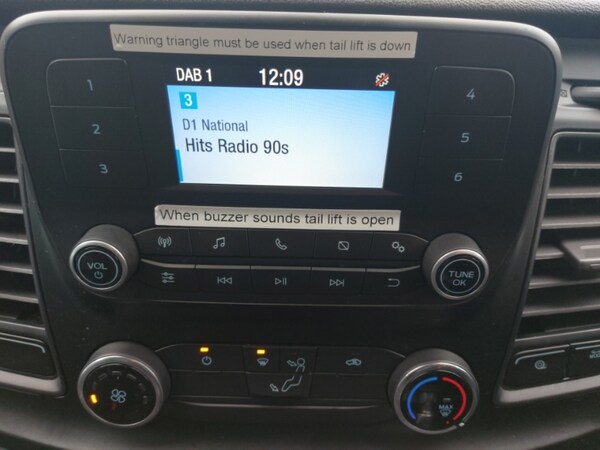 Warning triangle must be used when tail lift is down
DAB 1 12:09
1
2
3
4
5
6
3
D1 National
Hits Radio 90s
When buzzer sounds tail lift is open
VOL
TUNE
OK
MAX